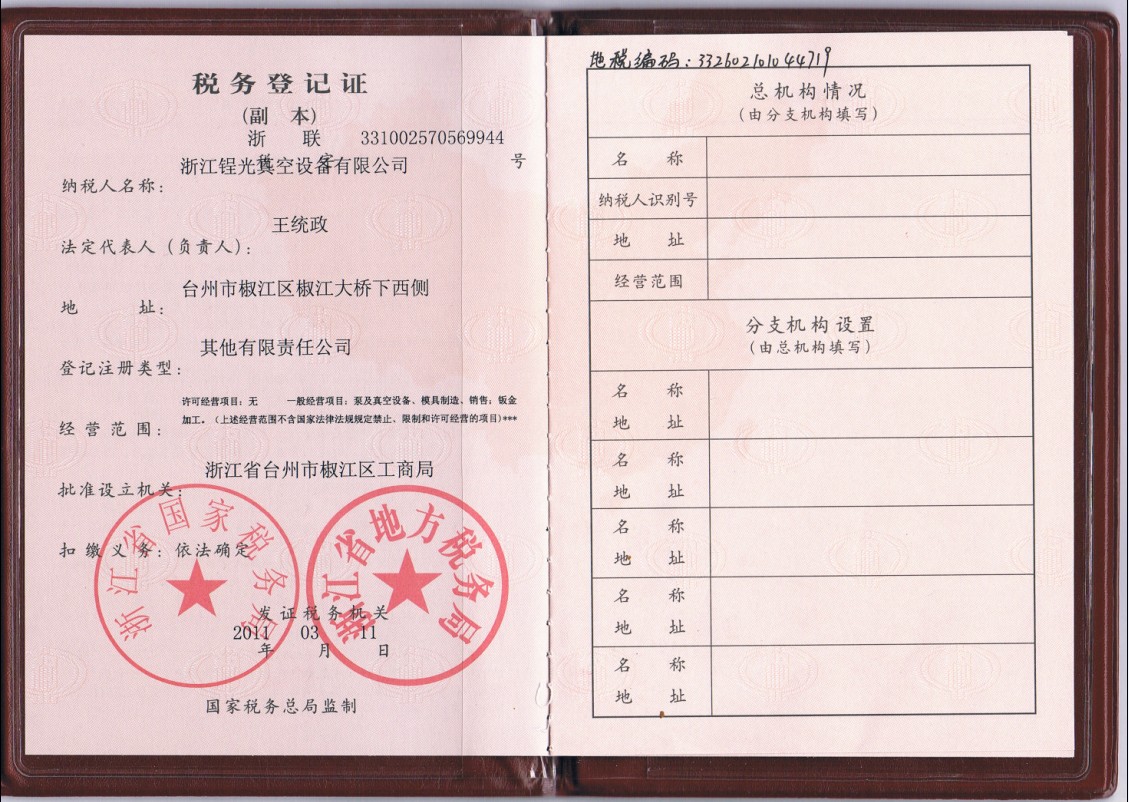 税务登记证
(副 本)
浙 联 331002570569944
税 字 号
浙江锃光真空设备有限公司
纳税人名称:
王统政
法定代表人(负责人):
台州市椒江区椒江大桥下西侧
地 址:
其他有限责任公司
登记注册类型:
许可经营项目:无 一般经营项目:泵及真空设备、模具制造、销售;钣金
加工。(上述经营范围不含国家法律法规规定禁止、限制和许可经营的项目)***
经营范围:
浙江省台州市椒江区工商局
批准设立机关:
扣缴义务:依法确定
浙江省国家税务局
浙江省地方税务局
发证税务机关
2011 03 11
年 月 日
国家税务总局监制
地税编码:332602101044719
总机构情况
(由分支机构填写)
名 称
纳税人识别号
地 址
经营范围
分支机构设置
(由总机构填写)
名 称
地 址
名 称
地 址
名 称
地 址
名 称
地 址
名 称
地 址